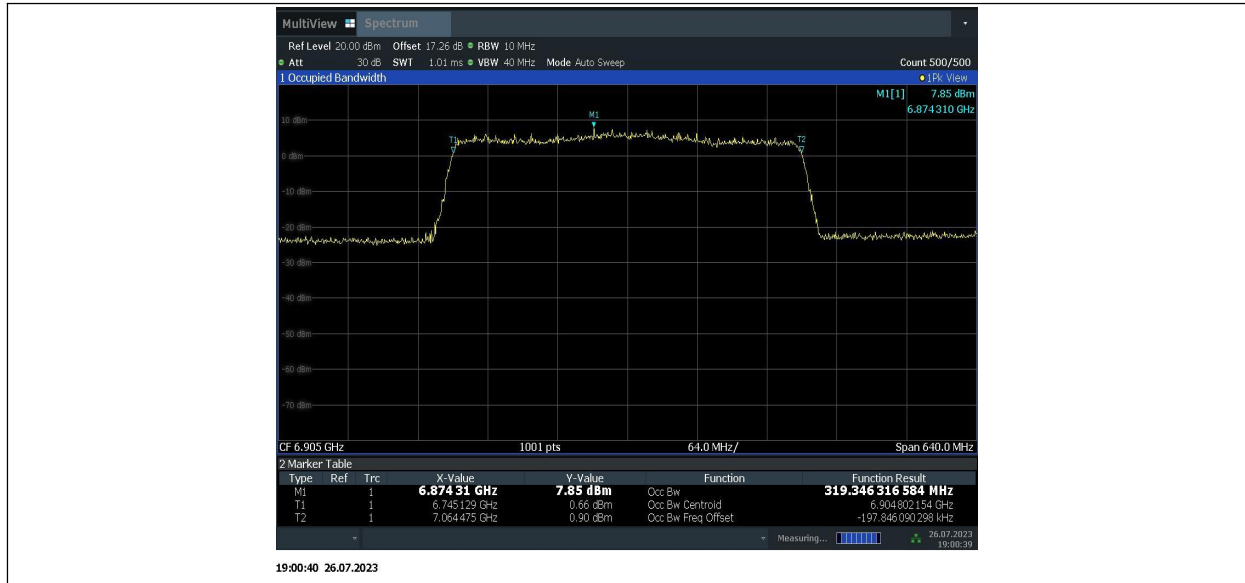 MultiView Spectrum
Ref Level 20.00 dBm Offset 17.26 dB RBW 10 MHz
Att 30 dB SWT 1.01 ms VBW 40 MHz Mode Auto Sweep Count 500/500
1 Occupied Bandwidth 1Pk View
M1[1] 7.85 dBm
6.874310 GHz
M1
10 dBm
T1 T2
0 dBm
-10 dBm
-20 dBm
-30 dBm
-40 dBm
-50 dBm
-60 dBm
-70 dBm
CF 6.905 GHz 1001 pts 64.0 MHz/ Span 640.0 MHz
2 Marker Table
Type Ref Trc X-Value Y-Value Function Function Result
M1 1 6.874 31 GHz 7.85 dBm Occ Bw 319.346 316 584 MHz
T1 1 6.745 129 GHz 0.66 dBm Occ Bw Centroid 6.904 802 154 GHz
T2 1 7.064 475 GHz 0.90 dBm Occ Bw Freq Offset -197.846 090 298 kHz
Measuring... 26.07.2023
19:00:39
19:00:40 26.07.2023